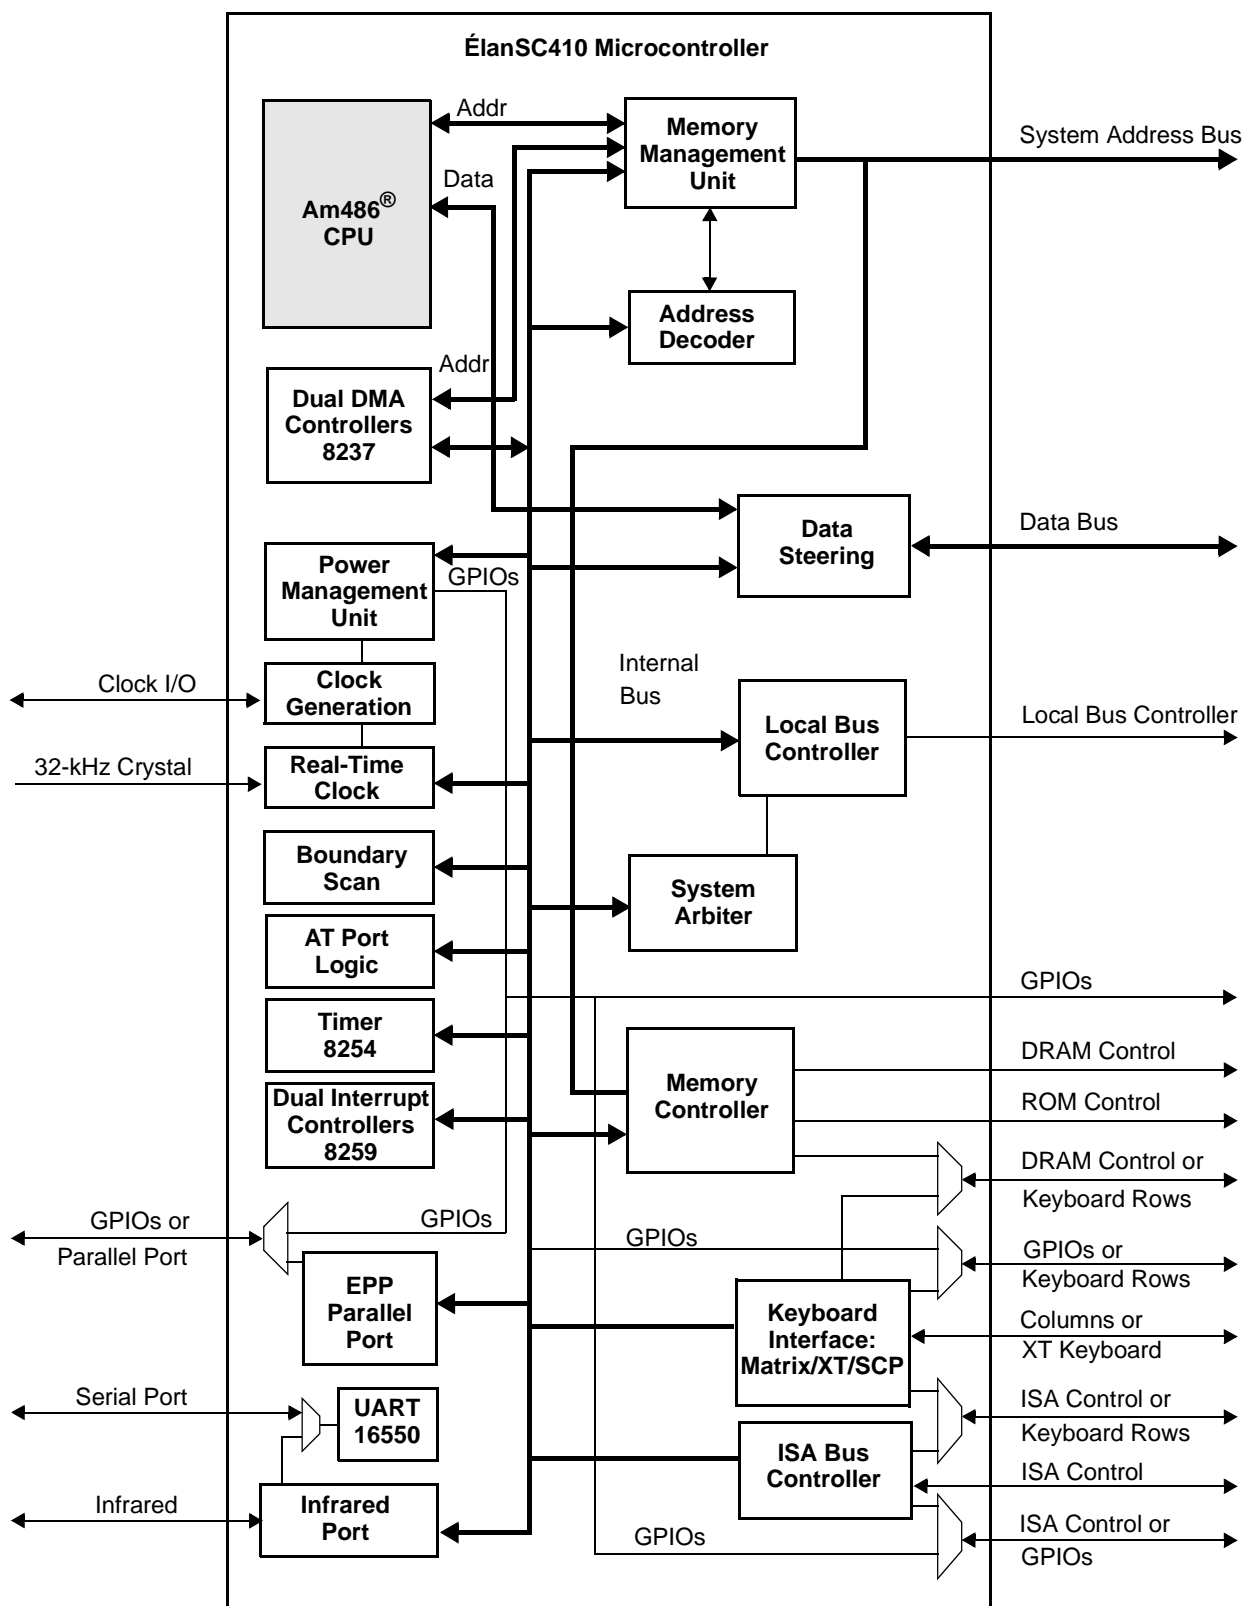 ÉlanSC410 Microcontroller
Addr
Memory
Management
Unit
System Address Bus
Data
Am486®
CPU
Address
Decoder
Addr
Dual DMA
Controllers
8237
Data
Steering
Data Bus
Power
Management
Unit
GPIOs
Internal
Bus
Clock I/O
Clock
Generation
Local Bus
Controller
Local Bus Controller
32-kHz Crystal
Real-Time
Clock
Boundary
Scan
System
Arbiter
AT Port
Logic
GPIOs
Timer
8254
DRAM Control
Memory
Controller
ROM Control
Dual Interrupt
Controllers
8259
DRAM Control or
Keyboard Rows
GPIOs or
Parallel Port
GPIOs
GPIOs
GPIOs or
Keyboard Rows
EPP
Parallel
Port
Keyboard
Interface:
Matrix/XT/SCP
Columns or
XT Keyboard
Serial Port
UART
16550
ISA Control or
Keyboard Rows
ISA Bus
Controller
ISA Control
Infrared
Infrared
Port
GPIOs
ISA Control or
GPIOs